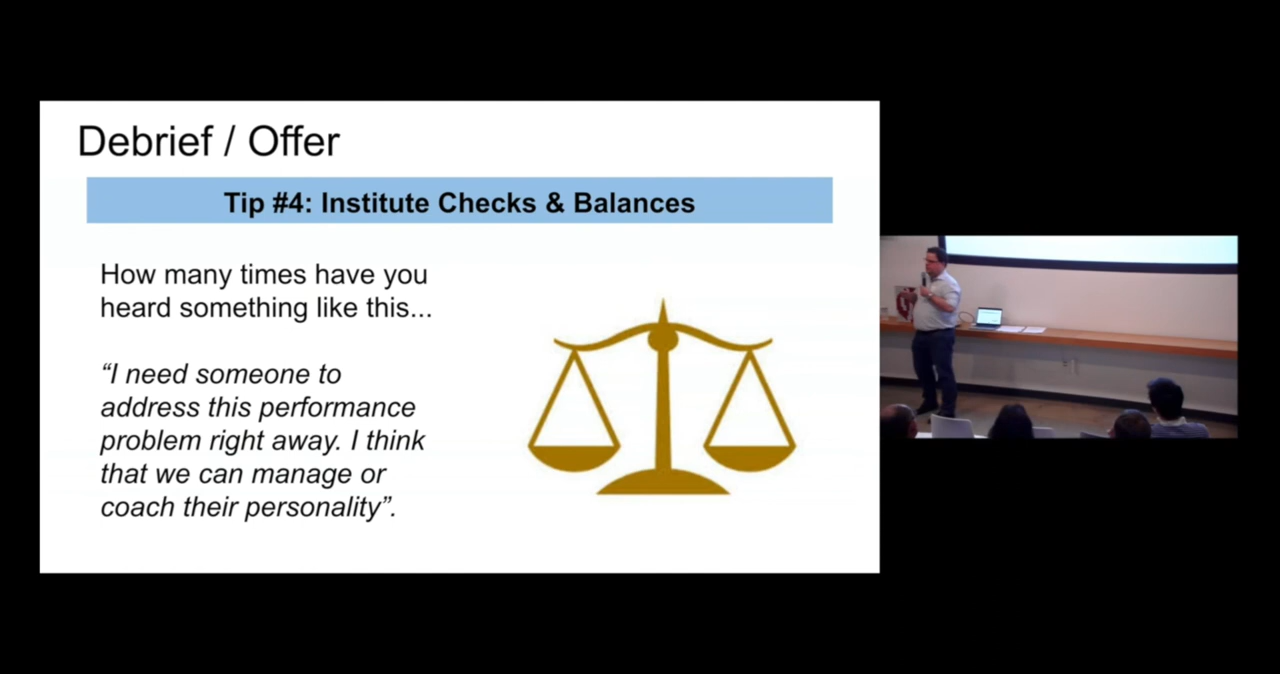 Debrief / Offer
Tip #4: Institute Checks & Balances
How many times have you
heard something like this...
“I need someone to
address this performance
problem right away. I think
that we can manage or
coach their personality”.